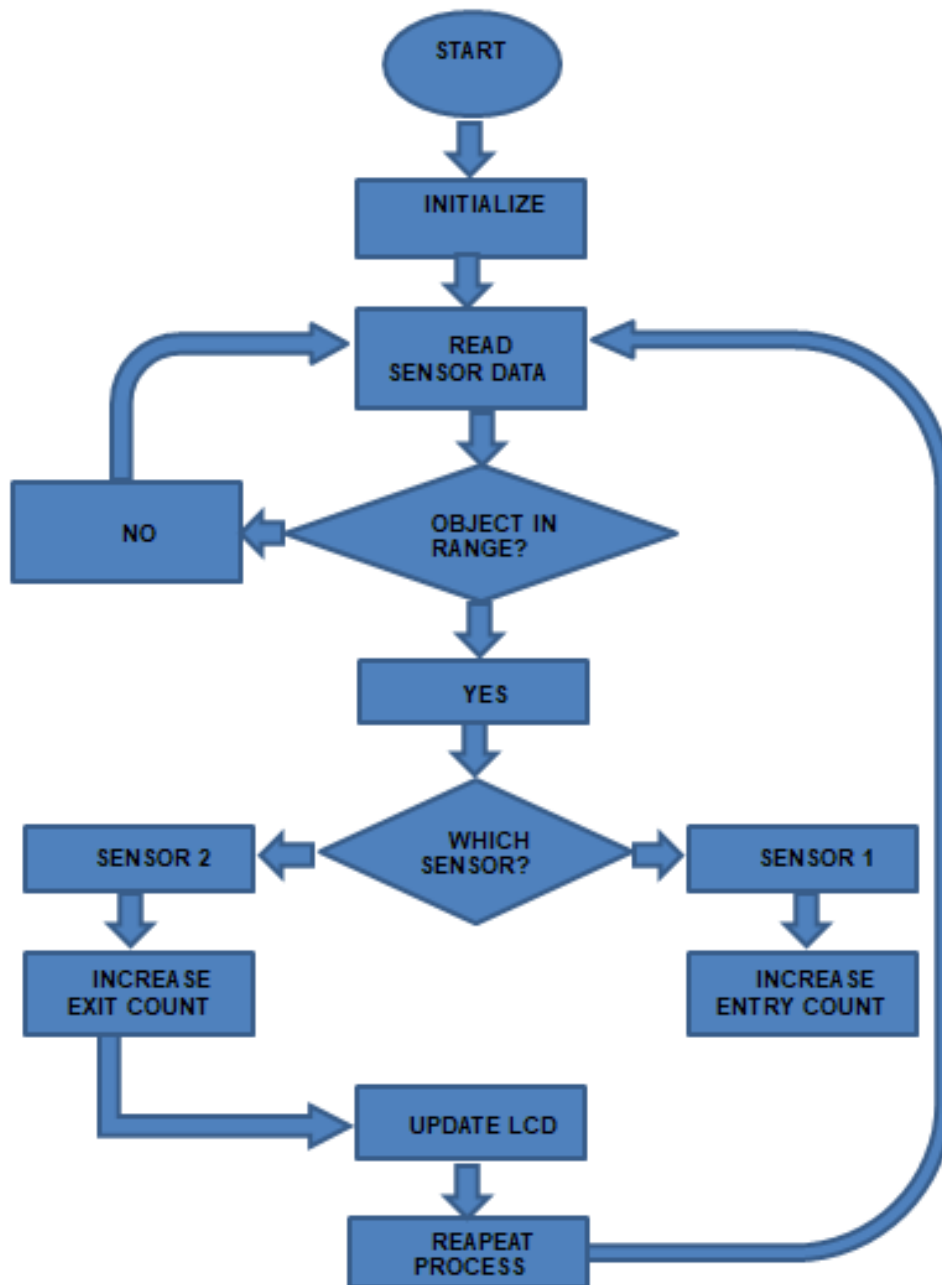 START
INITIALIZE
READ
SENSOR DATA
OBJECT IN
RANGE?
NO
YES
WHICH
SENSOR?
SENSOR 2
SENSOR 1
INCREASE
EXIT COUNT
INCREASE
ENTRY COUNT
UPDATE LCD
REAPEAT
PROCESS